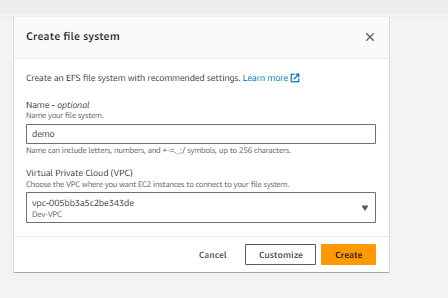 Create file system
Create an EFS file system with recommended settings. Learn more
Name - optional
Name your file system.
demo
Name can include letters, numbers, and +-=._:/ symbols, up to 256 characters.
Virtual Private Cloud (VPC)
Choose the VPC where you want EC2 instances to connect to your file system.
vpc-005bb3a5c2be343de
Dev-VPC
Cancel
Customize
Create